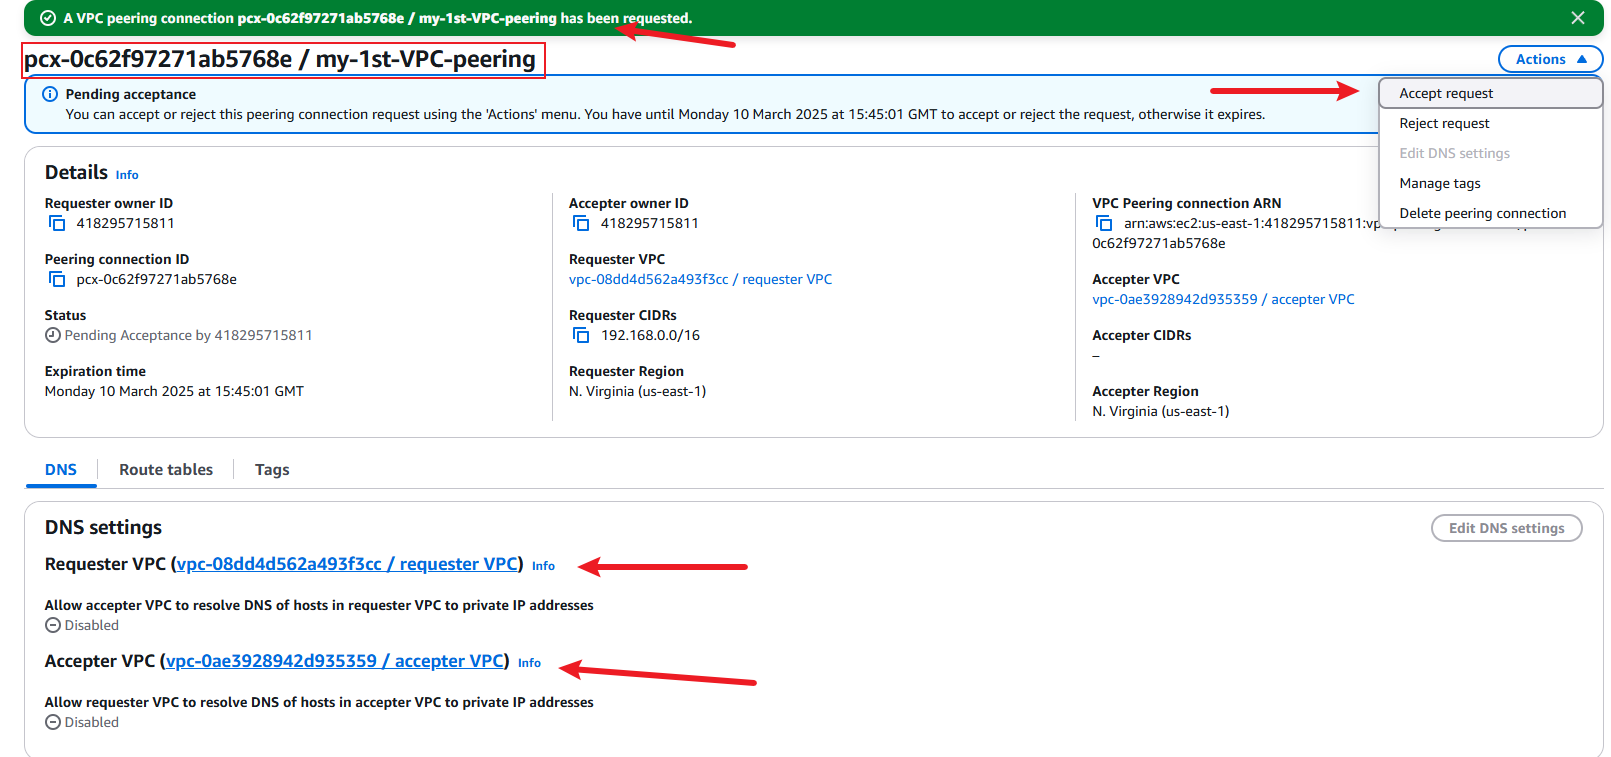 A VPC peering connection pcx-0c62f97271ab5768e / my-1st-VPC-peering has been requested.
pcx-0c62f97271ab5768e / my-1st-VPC-peering
Actions
Pending acceptance
You can accept or reject this peering connection request using the 'Actions' menu. You have until Monday 10 March 2025 at 15:45:01 GMT to accept or reject the request, otherwise it expires.
Accept request
Reject request
Edit DNS settings
Manage tags
Delete peering connection
Details Info
Requester owner ID
418295715811
Peering connection ID
pcx-0c62f97271ab5768e
Status
Pending Acceptance by 418295715811
Expiration time
Monday 10 March 2025 at 15:45:01 GMT
Accepter owner ID
418295715811
Requester VPC
vpc-08dd4d562a493f3cc / requester VPC
Requester CIDRs
192.168.0.0/16
Requester Region
N. Virginia (us-east-1)
VPC Peering connection ARN
arn:aws:ec2:us-east-1:418295715811:vp
0c62f97271ab5768e
Accepter VPC
vpc-0ae3928942d935359 / accepter VPC
Accepter CIDRs
–
Accepter Region
N. Virginia (us-east-1)
DNS Route tables Tags
DNS settings
Edit DNS settings
Requester VPC (vpc-08dd4d562a493f3cc / requester VPC) Info
Allow accepter VPC to resolve DNS of hosts in requester VPC to private IP addresses
Disabled
Accepter VPC (vpc-0ae3928942d935359 / accepter VPC) Info
Allow requester VPC to resolve DNS of hosts in accepter VPC to private IP addresses
Disabled